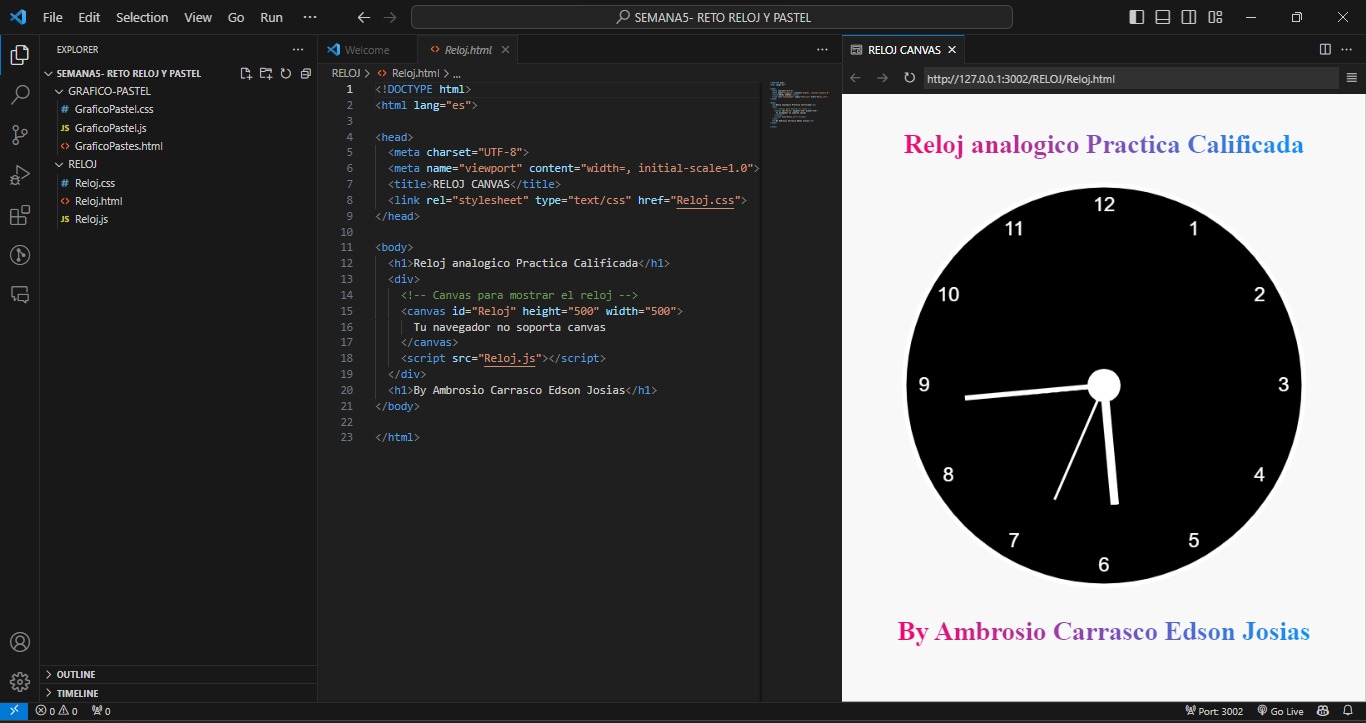 File Edit Selection View Go Run ···
SEMANA5- RETO RELOJ Y PASTEL
EXPLORER
SEMANA5- RETO RELOJ Y PASTEL
GRAFICO-PASTEL
# GraficoPastel.css
JS GraficoPastel.js
<> GraficoPastes.html
RELOJ
# Reloj.css
<> Reloj.html
JS Reloj.js
OUTLINE
TIMELINE
Welcome
<> Reloj.html
RELOJ > <> Reloj.html > ...
1 <!DOCTYPE html>
2 <html lang="es">
3
4 <head>
5 <meta charset="UTF-8">
6 <meta name="viewport" content="width=, initial-scale=1.0">
7 <title>RELOJ CANVAS</title>
8 <link rel="stylesheet" type="text/css" href="Reloj.css">
9 </head>
10
11 <body>
12 <h1>Reloj analogico Practica Calificada</h1>
13 <div>
14 <!-- Canvas para mostrar el reloj -->
15 <canvas id="Reloj" height="500" width="500">
16 Tu navegador no soporta canvas
17 </canvas>
18 <script src="Reloj.js"></script>
19 </div>
20 <h1>By Ambrosio Carrasco Edson Josias</h1>
21 </body>
22
23 </html>
RELOJ CANVAS
http://127.0.0.1:3002/RELOJ/Reloj.html
Reloj analogico Practica Calificada
12
11 1
10 2
9 3
8 4
7 5
6
By Ambrosio Carrasco Edson Josias
0 0 0 Port: 3002 Go Live